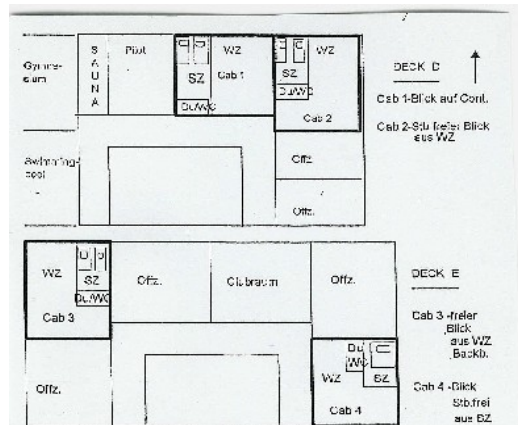 Gymna-
sium
SAUNA
Pilot
WZ
SZ
Cab 1
Du/WC
WZ
SZ
Du/WC
Cab 2
DECK D
Cab 1-Blick auf Cont.
Cab 2-Stb freier Blick
aus WZ
Swimming-
pool
Offz.
Offz.
WZ
SZ
Du/WC
Cab 3
Offz.
Clubraum
Offz.
DECK E
Cab 3-freier
Blick
aus WZ
Backb.
Offz.
Du
WC
WZ
SZ
Cab 4
Cab 4-Blick
Stb.frei
aus SZ